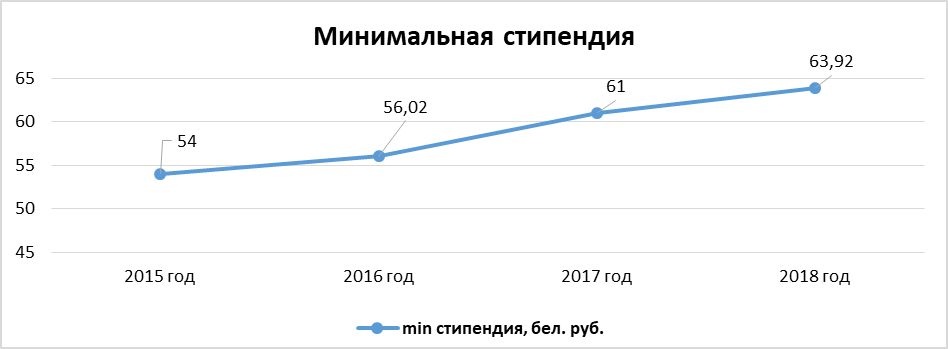 Минимальная стипендия
63,92
65
61
56,02
60
54
55
50
45
2015 год
2016 год
2017 год
2018 год
min стипендия, бел. руб.